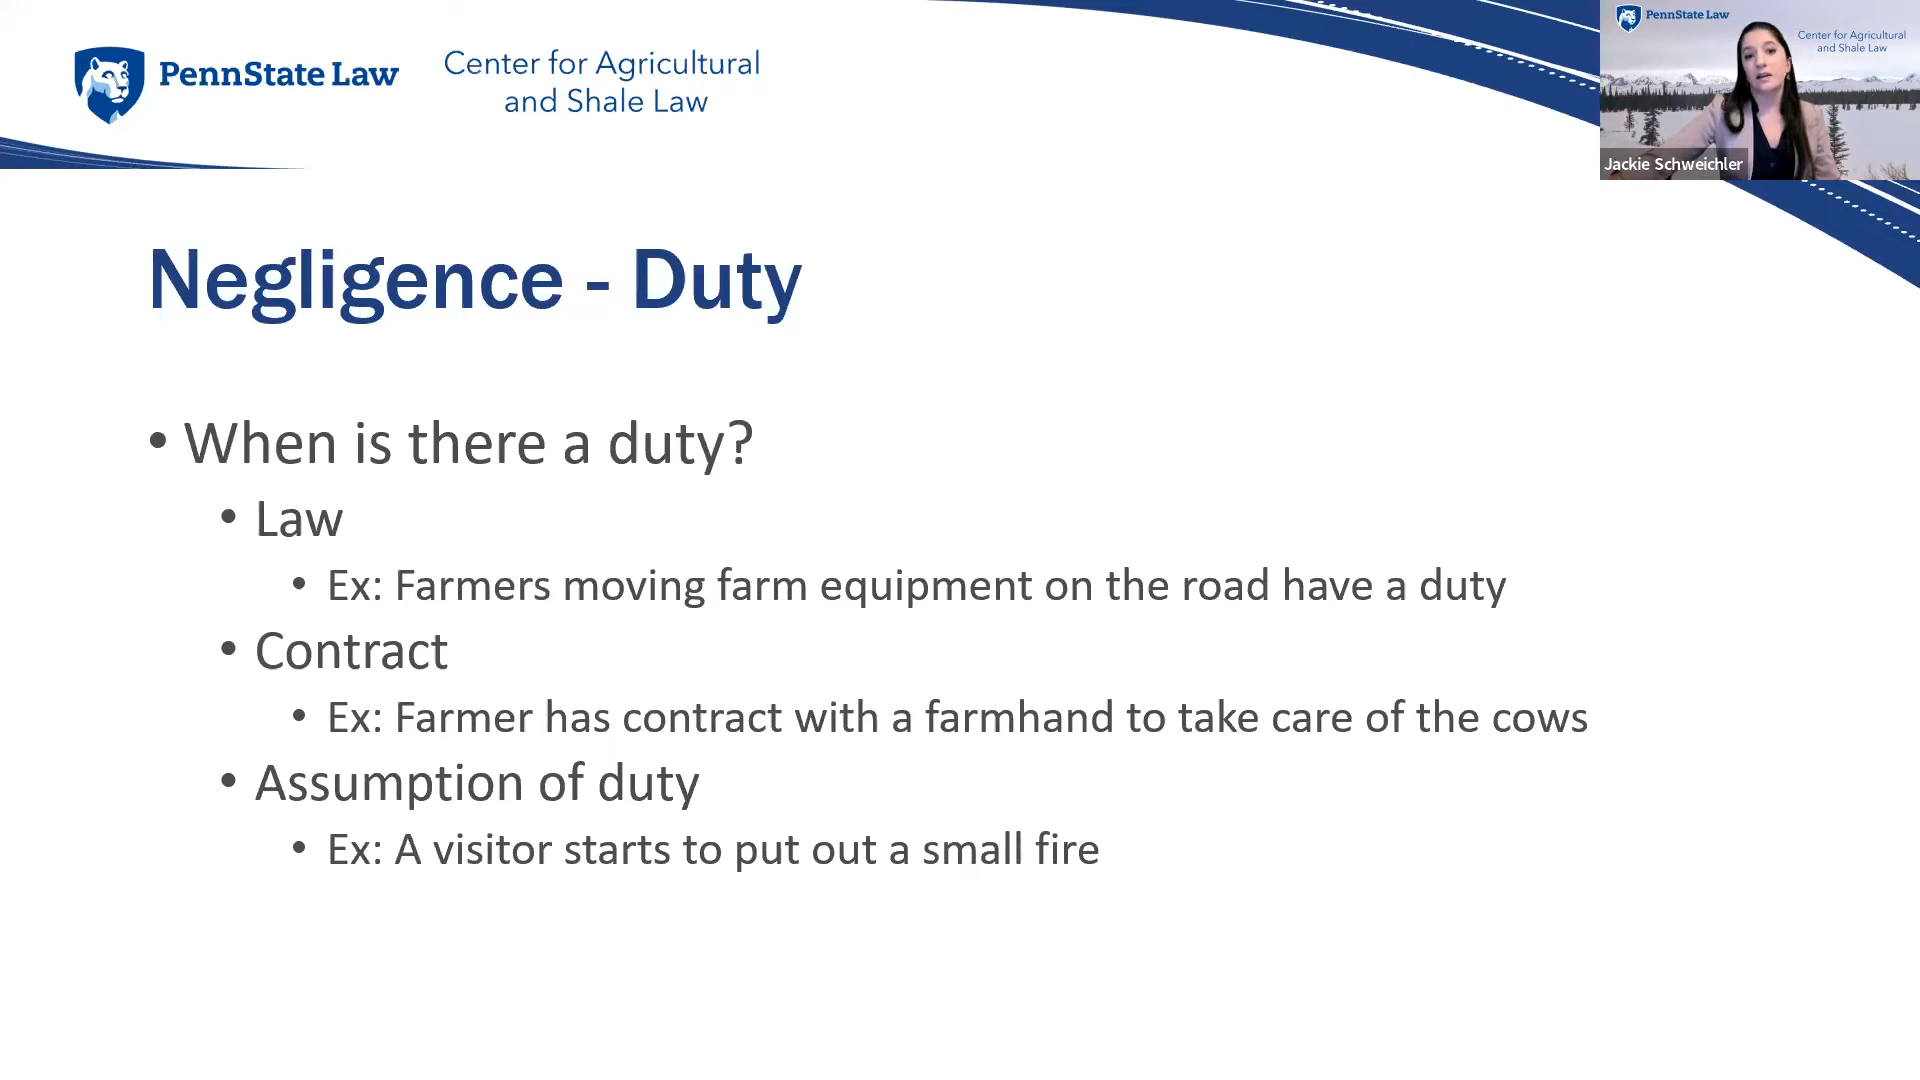 PennState Law
Center for Agricultural
and Shale Law
PennState Law
Center for Agricultural
and Shale Law
Jackie Schweichler
Negligence - Duty
• When is there a duty?
• Law
• Ex: Farmers moving farm equipment on the road have a duty
• Contract
• Ex: Farmer has contract with a farmhand to take care of the cows
• Assumption of duty
• Ex: A visitor starts to put out a small fire